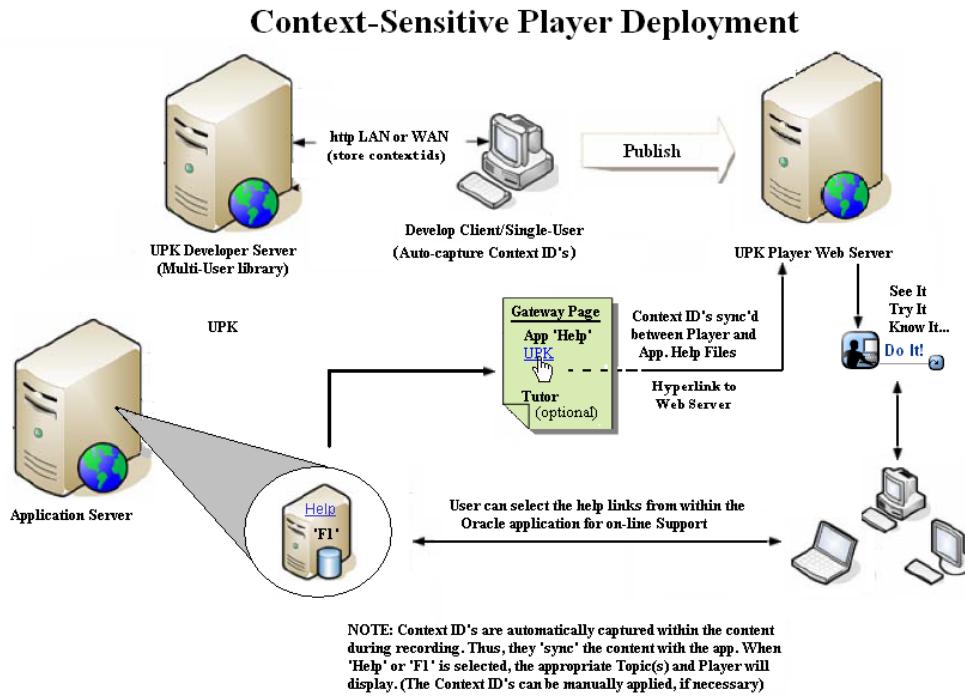 Context-Sensitive Player Deployment
http LAN or WAN
(store context ids)
Publish
UPK Developer Server
(Multi-User library)
Develop Client/Single-User
(Auto-capture Context ID's)
UPK Player Web Server
See It
Try It
Know It...
Do It!
UPK
Gateway Page
App 'Help'
UPK
Tutor
(optional)
Context ID's sync'd
between Player and
App. Help Files
Hyperlink to
Web Server
Application Server
Help
'F1'
User can select the help links from within the
Oracle application for on-line Support
NOTE: Context ID's are automatically captured within the content
during recording. Thus, they 'sync' the content with the app. When
'Help' or 'F1' is selected, the appropriate Topic(s) and Player will
display. (The Context ID's can be manually applied, if necessary)